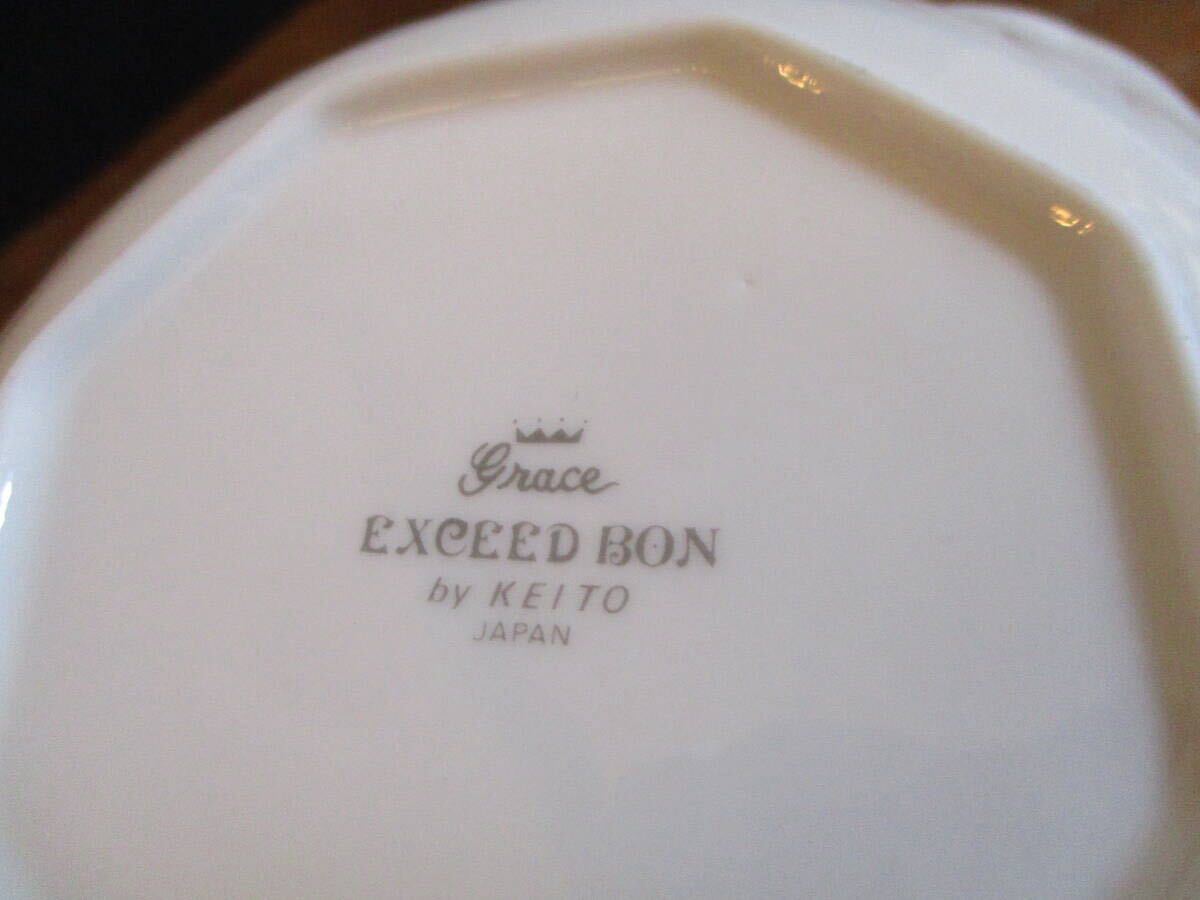 Grace
EXCEED BON
by KEITO
JAPAN